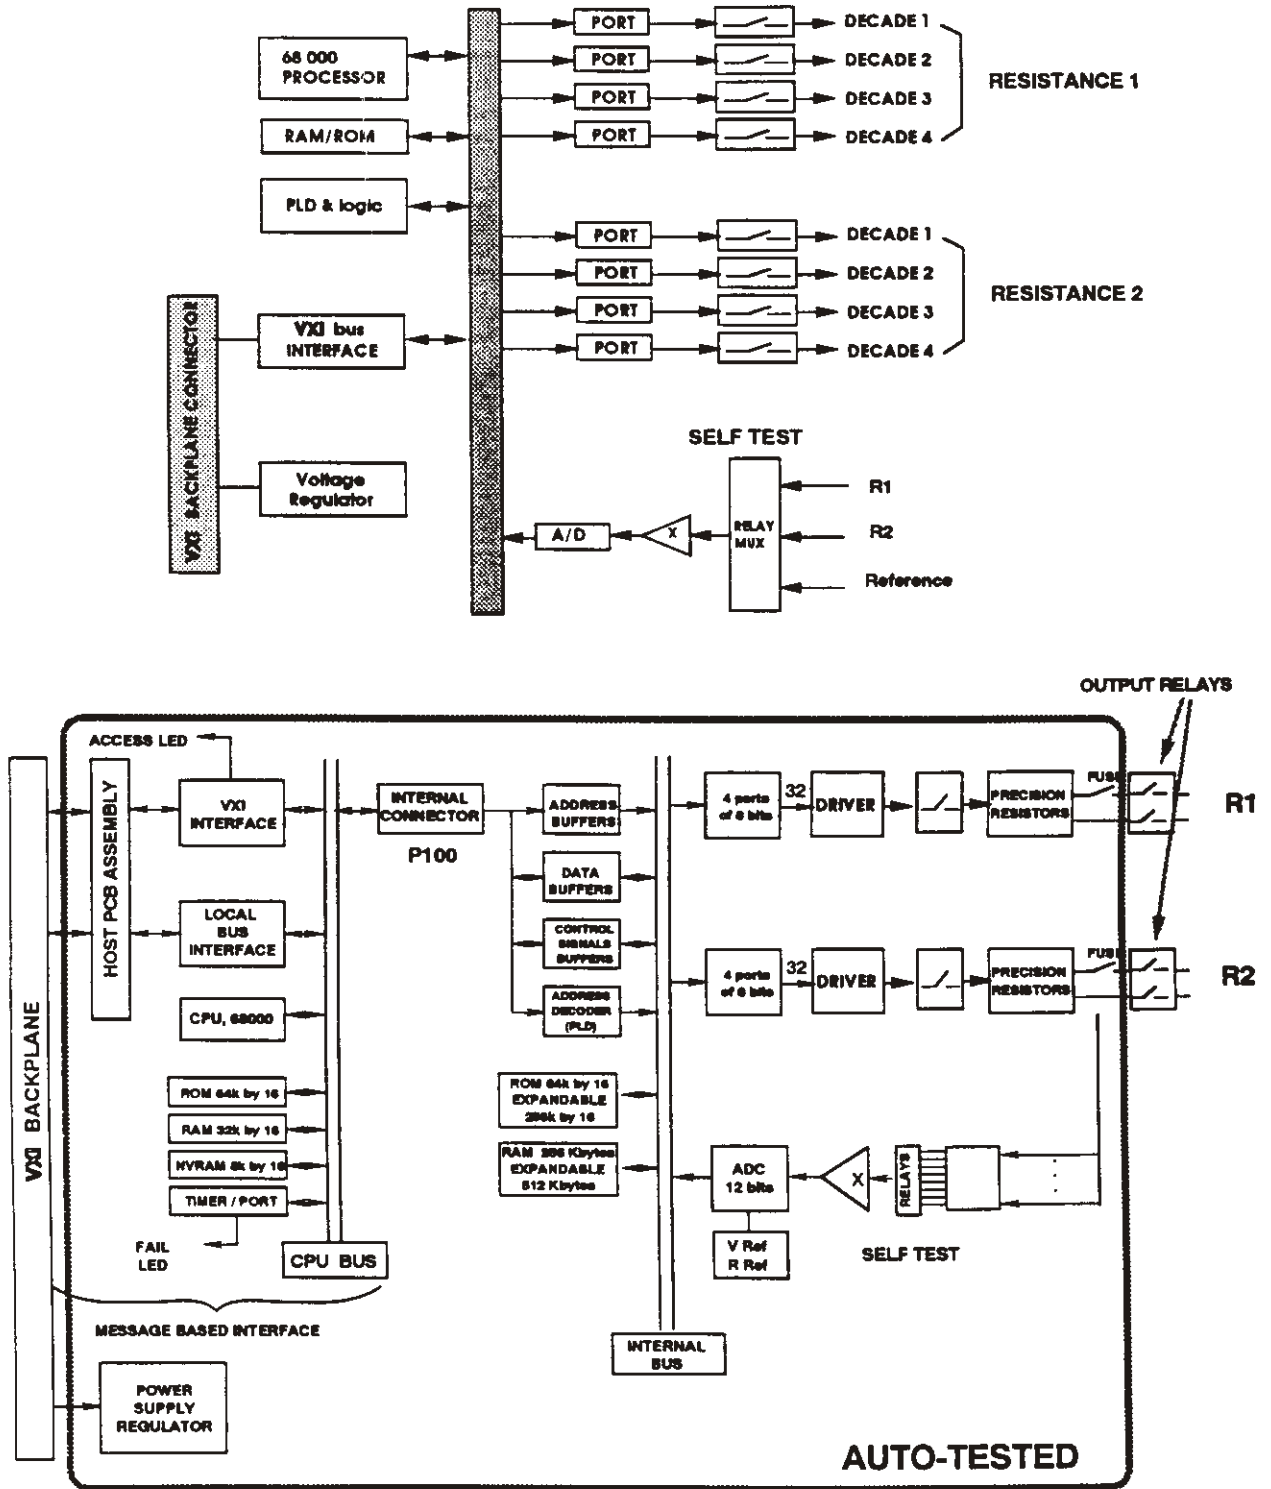 68 000
PROCESSOR
RAM/ROM
PLD & logic
VXI bus
INTERFACE
Voltage
Regulator
VXI BACKPLANE CONNECTOR
PORT
DECADE 1
PORT
DECADE 2
PORT
DECADE 3
PORT
DECADE 4
RESISTANCE 1
PORT
DECADE 1
PORT
DECADE 2
PORT
DECADE 3
PORT
DECADE 4
RESISTANCE 2
SELF TEST
A/D
X
RELAY
MUX
R1
R2
Reference
OUTPUT RELAYS
VXI BACKPLANE
ACCESS LED
HOST PCB ASSEMBLY
VXI
INTERFACE
LOCAL
BUS
INTERFACE
CPU, 68000
ROM 64k by 16
RAM 32k by 16
NVRAM 8k by 16
TIMER / PORT
FAIL
LED
CPU BUS
MESSAGE BASED INTERFACE
POWER
SUPPLY
REGULATOR
INTERNAL
CONNECTOR
P100
ADDRESS
BUFFERS
DATA
BUFFERS
CONTROL
SIGNALS
BUFFERS
ADDRESS
DECODER
(PLD)
ROM 64k by 16
EXPANDABLE
256k by 16
RAM 256 Kbytes
EXPANDABLE
512 Kbytes
INTERNAL
BUS
4 ports
of 8 bits
32
DRIVER
PRECISION
RESISTORS
FUSE
R1
4 ports
of 8 bits
32
DRIVER
PRECISION
RESISTORS
FUSE
R2
ADC
12 bits
V Ref
R Ref
X
RELAYS
SELF TEST
AUTO-TESTED